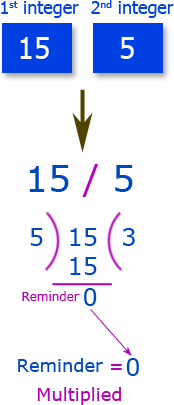 1st integer 2nd integer
15 5
15 / 5
5 ) 15 ( 3
15
Reminder 0
Reminder = 0
Multiplied